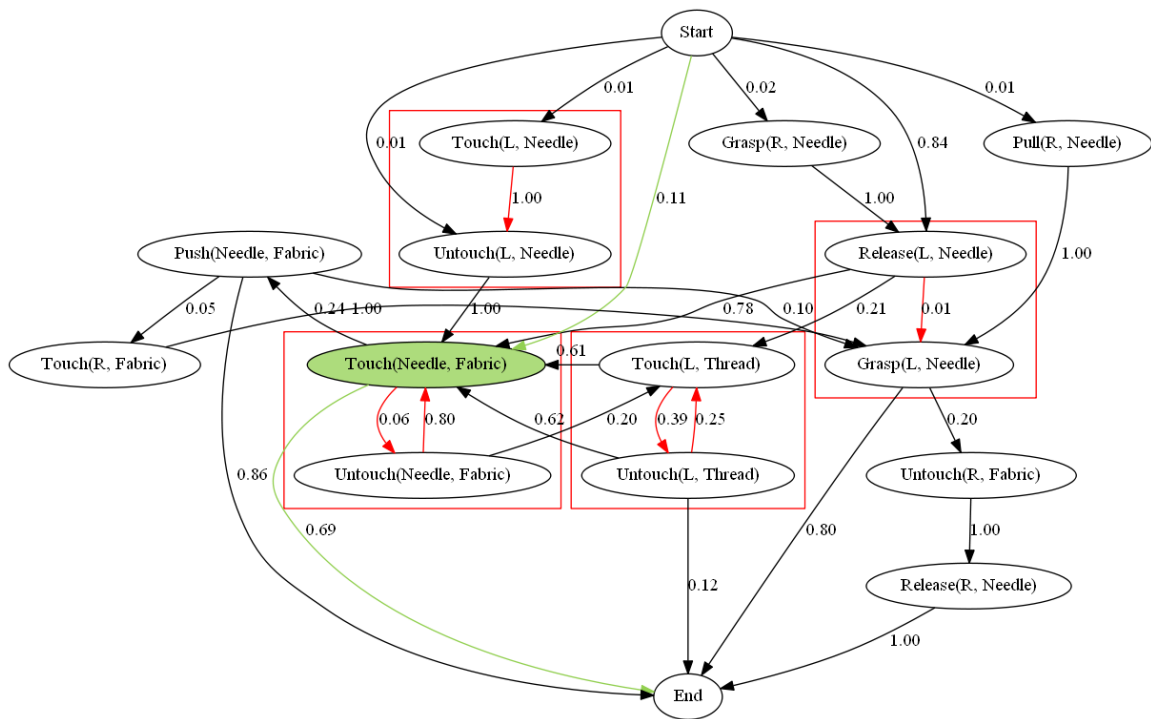 Start
0.01
0.02
0.01
Touch(L, Needle)
Grasp(R, Needle)
Pull(R, Needle)
0.01
0.84
1.00
0.11
1.00
Push(Needle, Fabric)
Untouch(L, Needle)
Release(L, Needle)
1.00
0.05
0.24
1.00
1.00
0.10
0.78
0.21
0.01
Touch(R, Fabric)
Touch(Needle, Fabric)
0.61
Touch(L, Thread)
Grasp(L, Needle)
0.06
0.80
0.62
0.20
0.39
0.25
0.20
0.86
Untouch(Needle, Fabric)
Untouch(L, Thread)
Untouch(R, Fabric)
0.69
0.80
1.00
0.12
Release(R, Needle)
1.00
End